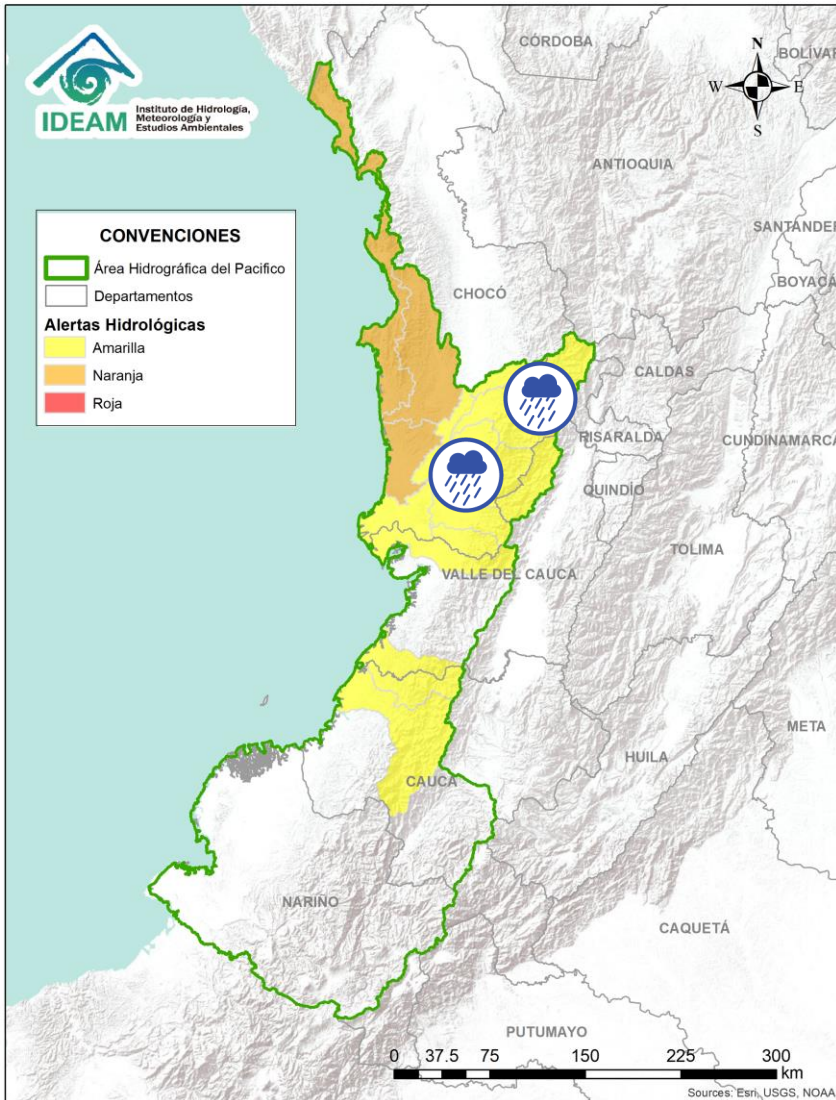 CÓRDOBA
BOLÍVAR
N
W
E
S
IDEAM
Instituto de Hidrología,
Meteorología y
Estudios Ambientales
ANTIOQUIA
SANTANDER
BOYACÁ
CONVENCIONES
Área Hidrográfica del Pacifico
Departamentos
Alertas Hidrológicas
Amarilla
Naranja
Roja
CHOCÓ
CALDAS
RISARALDA
CUNDINAMARCA
QUINDÍO
TOLIMA
VALLE DEL CAUCA
META
HUILA
CAUCA
NARIÑO
CAQUETÁ
PUTUMAYO
0 37.5 75 150 225 300
km
Sources: Esri, USGS, NOAA